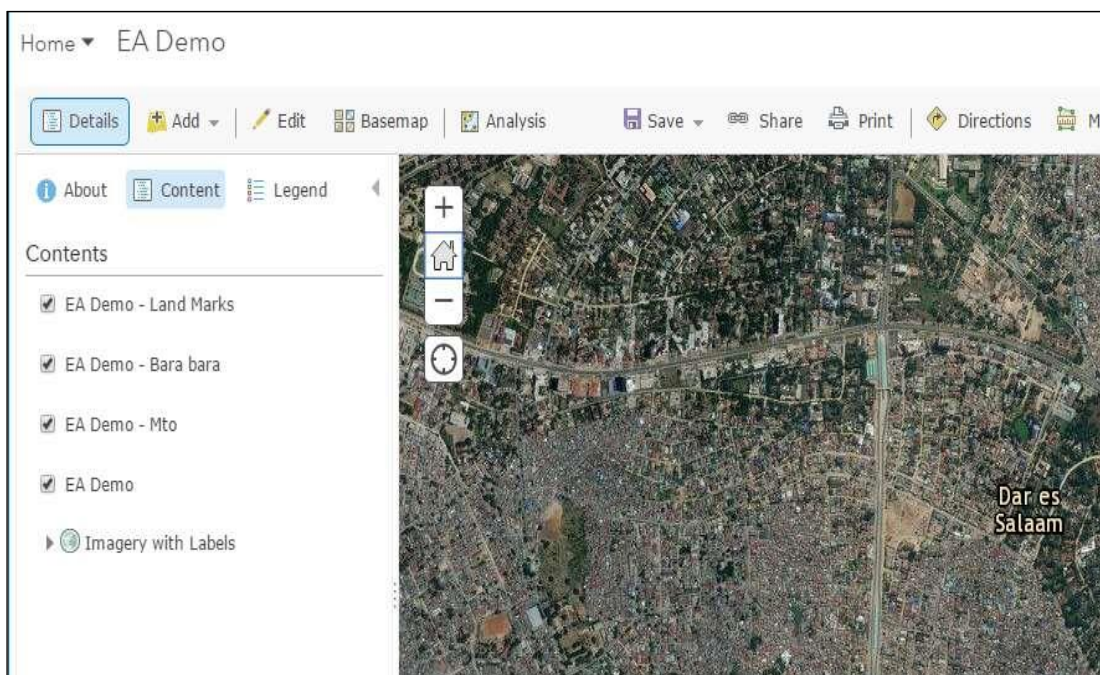 Home EA Demo
Details Add Edit Basemap Analysis Save Share Print Directions M
About Content Legend
Contents
EA Demo - Land Marks
EA Demo - Bara bara
EA Demo - Mto
EA Demo
Imagery with Labels
Dar es
Salaam